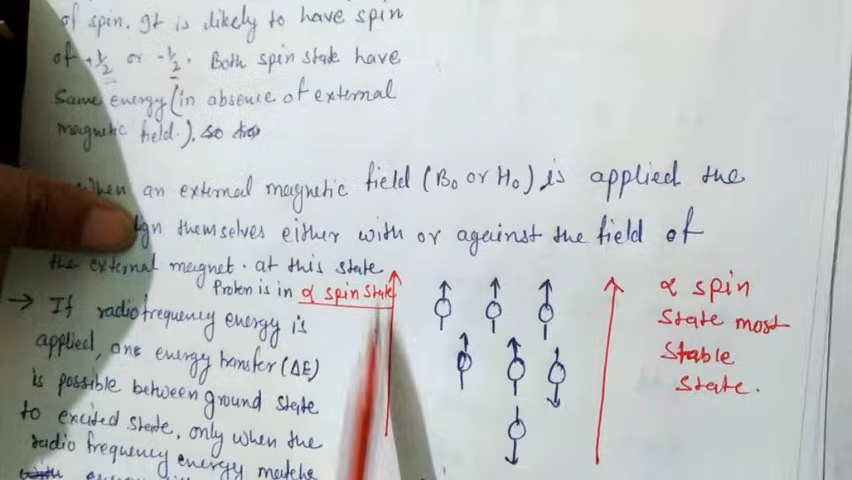 of spin. It is likely to have spin
of +1/2 or -1/2. Both spin state have
Same energy (in absence of external
magnetic field.). so
When an external magnetic field (B₀ or H₀) is applied the
themselves either with or against the field of
the external magnet. at this state
Proton is in α spin state
→ If radiofrequency energy is
applied, one energy transfer (ΔE)
is possible between ground state
to excited state, only when the
radio frequency energy matche
α spin
State most
Stable
State.